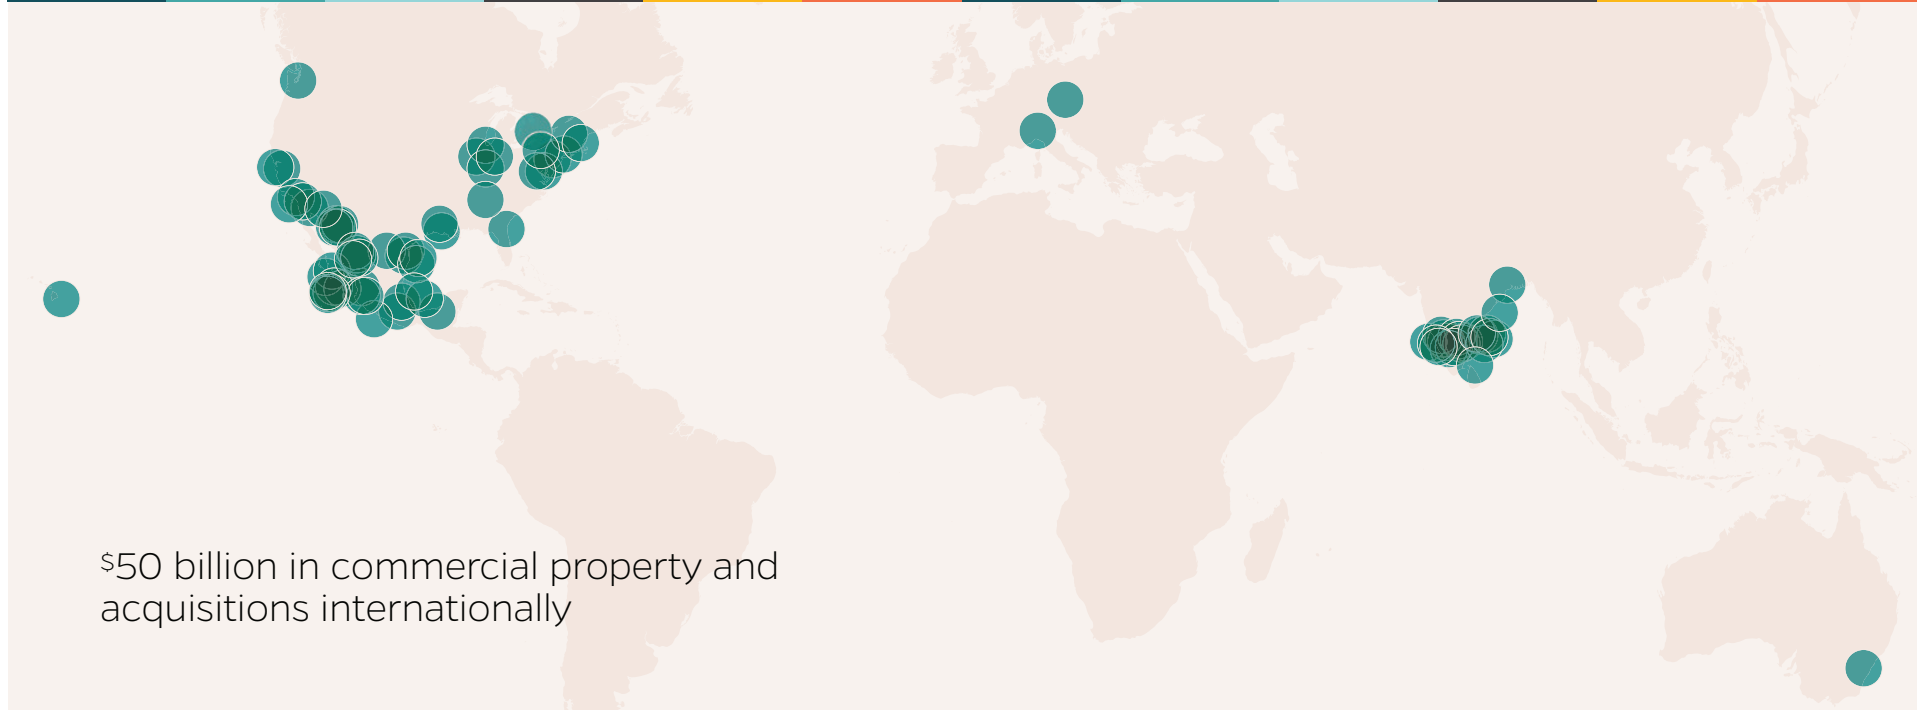 $50 billion in commercial property and
acquisitions internationally